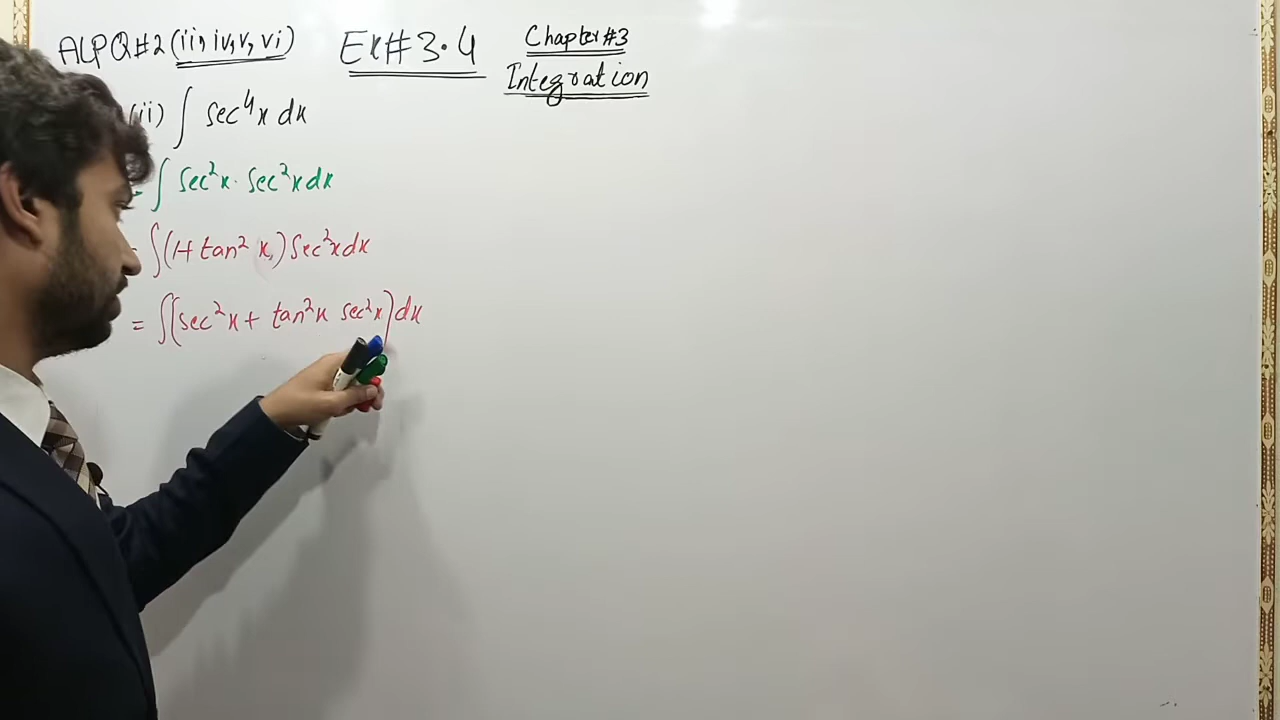 ALP Q#2 (ii, iv, v, vi) Ex# 3.4 Chapter#3
Integration
(ii) ∫ sec⁴x dx
= ∫ sec²x · sec²x dx
= ∫(1+ tan² x) sec²x dx
= ∫(sec²x + tan²x sec²x) dx